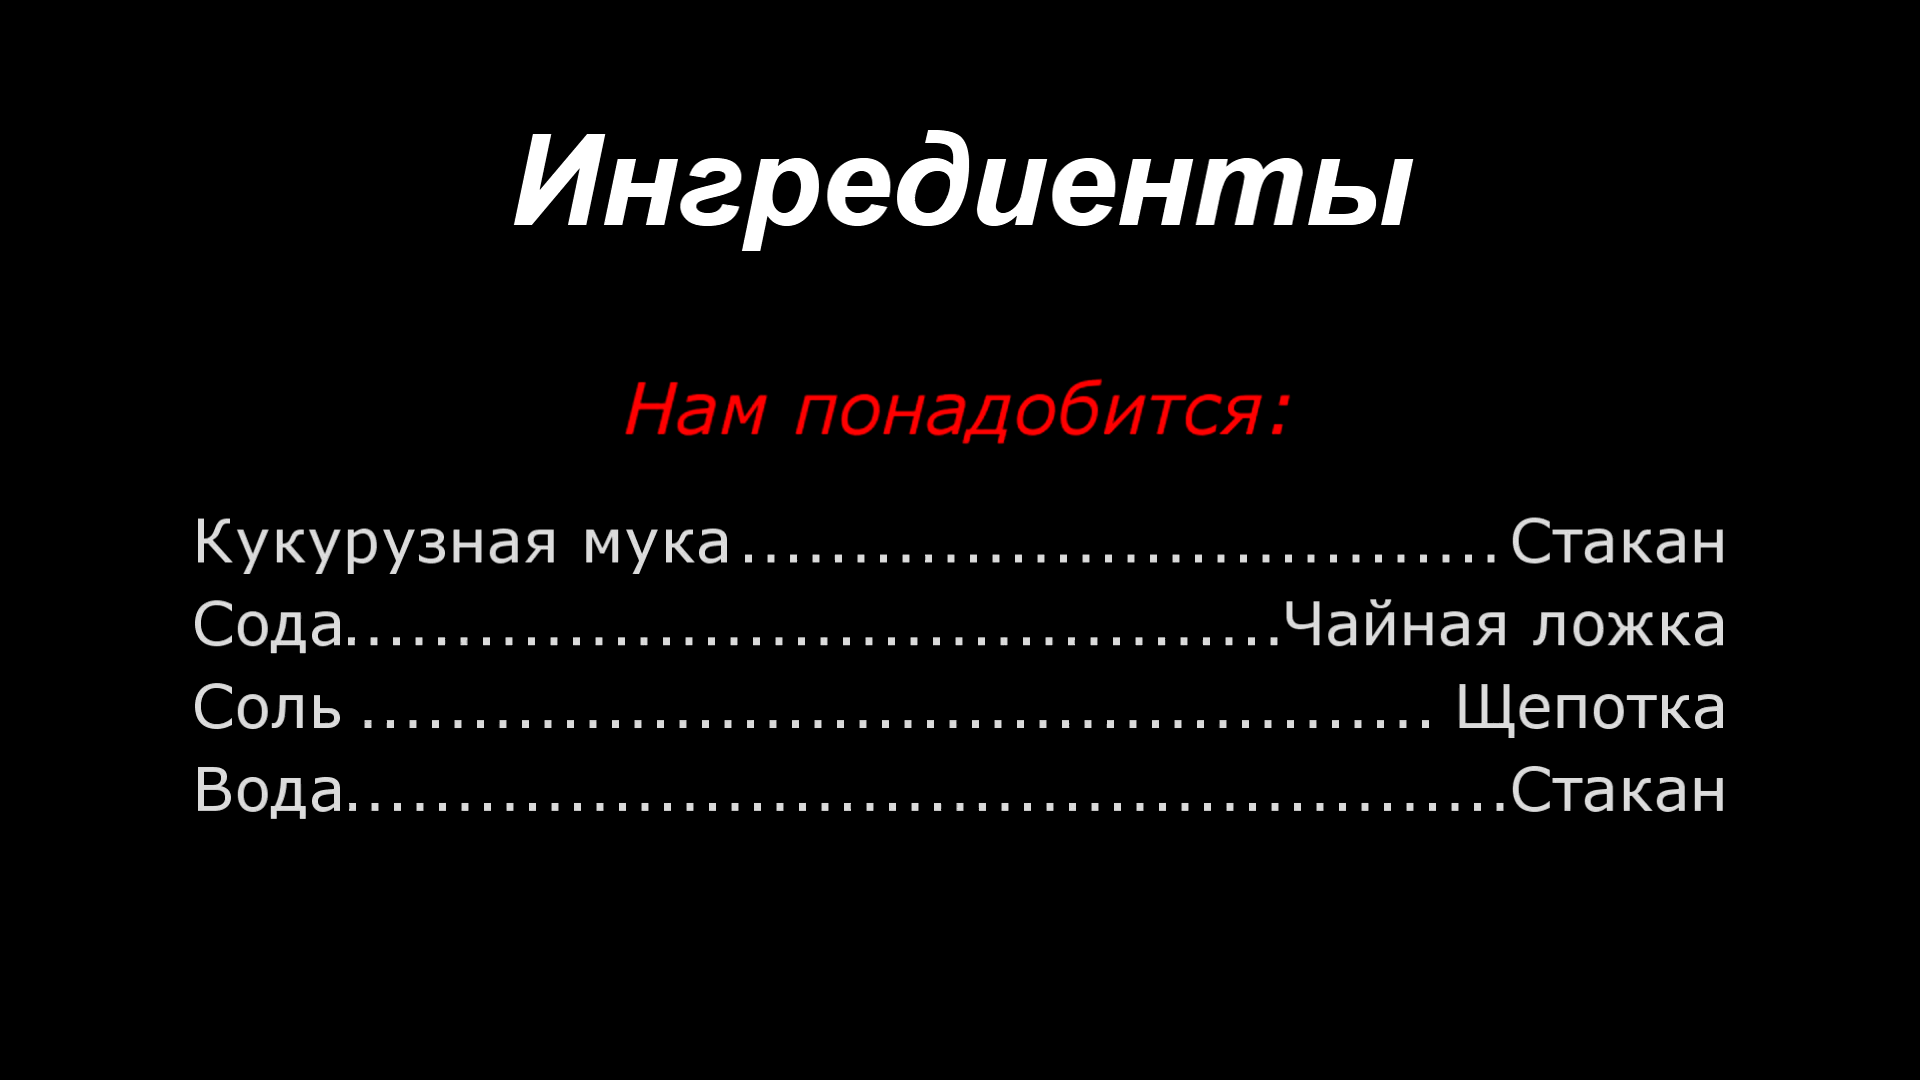 Ингредиенты
Нам понадобится:
Кукурузная мука..................................Стакан
Сода..........................................Чайная ложка
Соль ................................................ Щепотка
Вода....................................................Стакан